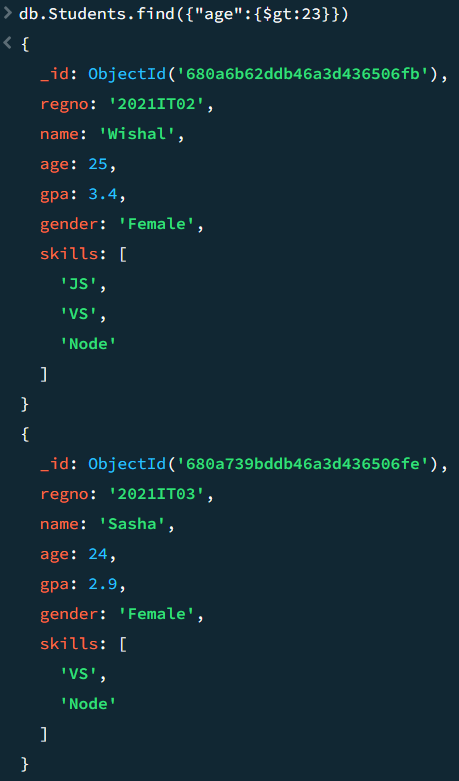 > db.Students.find({"age":{$gt:23}})
< {
_id: ObjectId('680a6b62ddb46a3d436506fb'),
regno: '2021IT02',
name: 'Wishal',
age: 25,
gpa: 3.4,
gender: 'Female',
skills: [
'JS',
'VS',
'Node'
]
}
{
_id: ObjectId('680a739bddb46a3d436506fe'),
regno: '2021IT03',
name: 'Sasha',
age: 24,
gpa: 2.9,
gender: 'Female',
skills: [
'VS',
'Node'
]
}